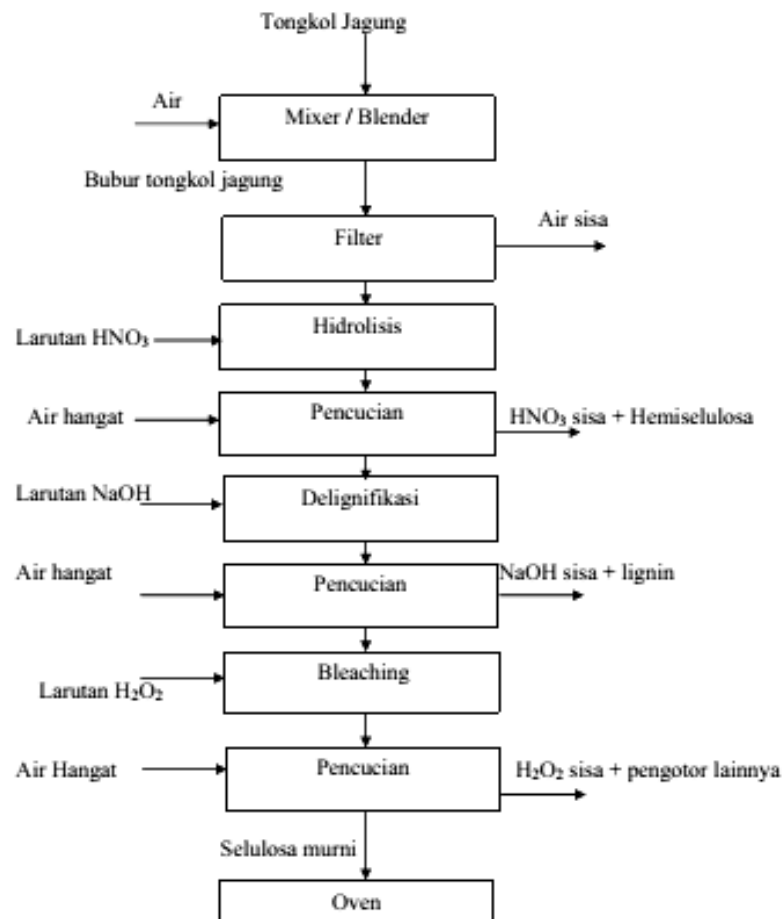 Tongkol Jagung
Air
Mixer / Blender
Bubur tongkol jagung
Filter
Air sisa
Larutan HNO₃
Hidrolisis
Air hangat
Pencucian
HNO₃ sisa + Hemiselulosa
Larutan NaOH
Delignifikasi
Air hangat
Pencucian
NaOH sisa + lignin
Bleaching
Larutan H₂O₂
Air Hangat
Pencucian
H₂O₂ sisa + pengotor lainnya
Selulosa murni
Oven